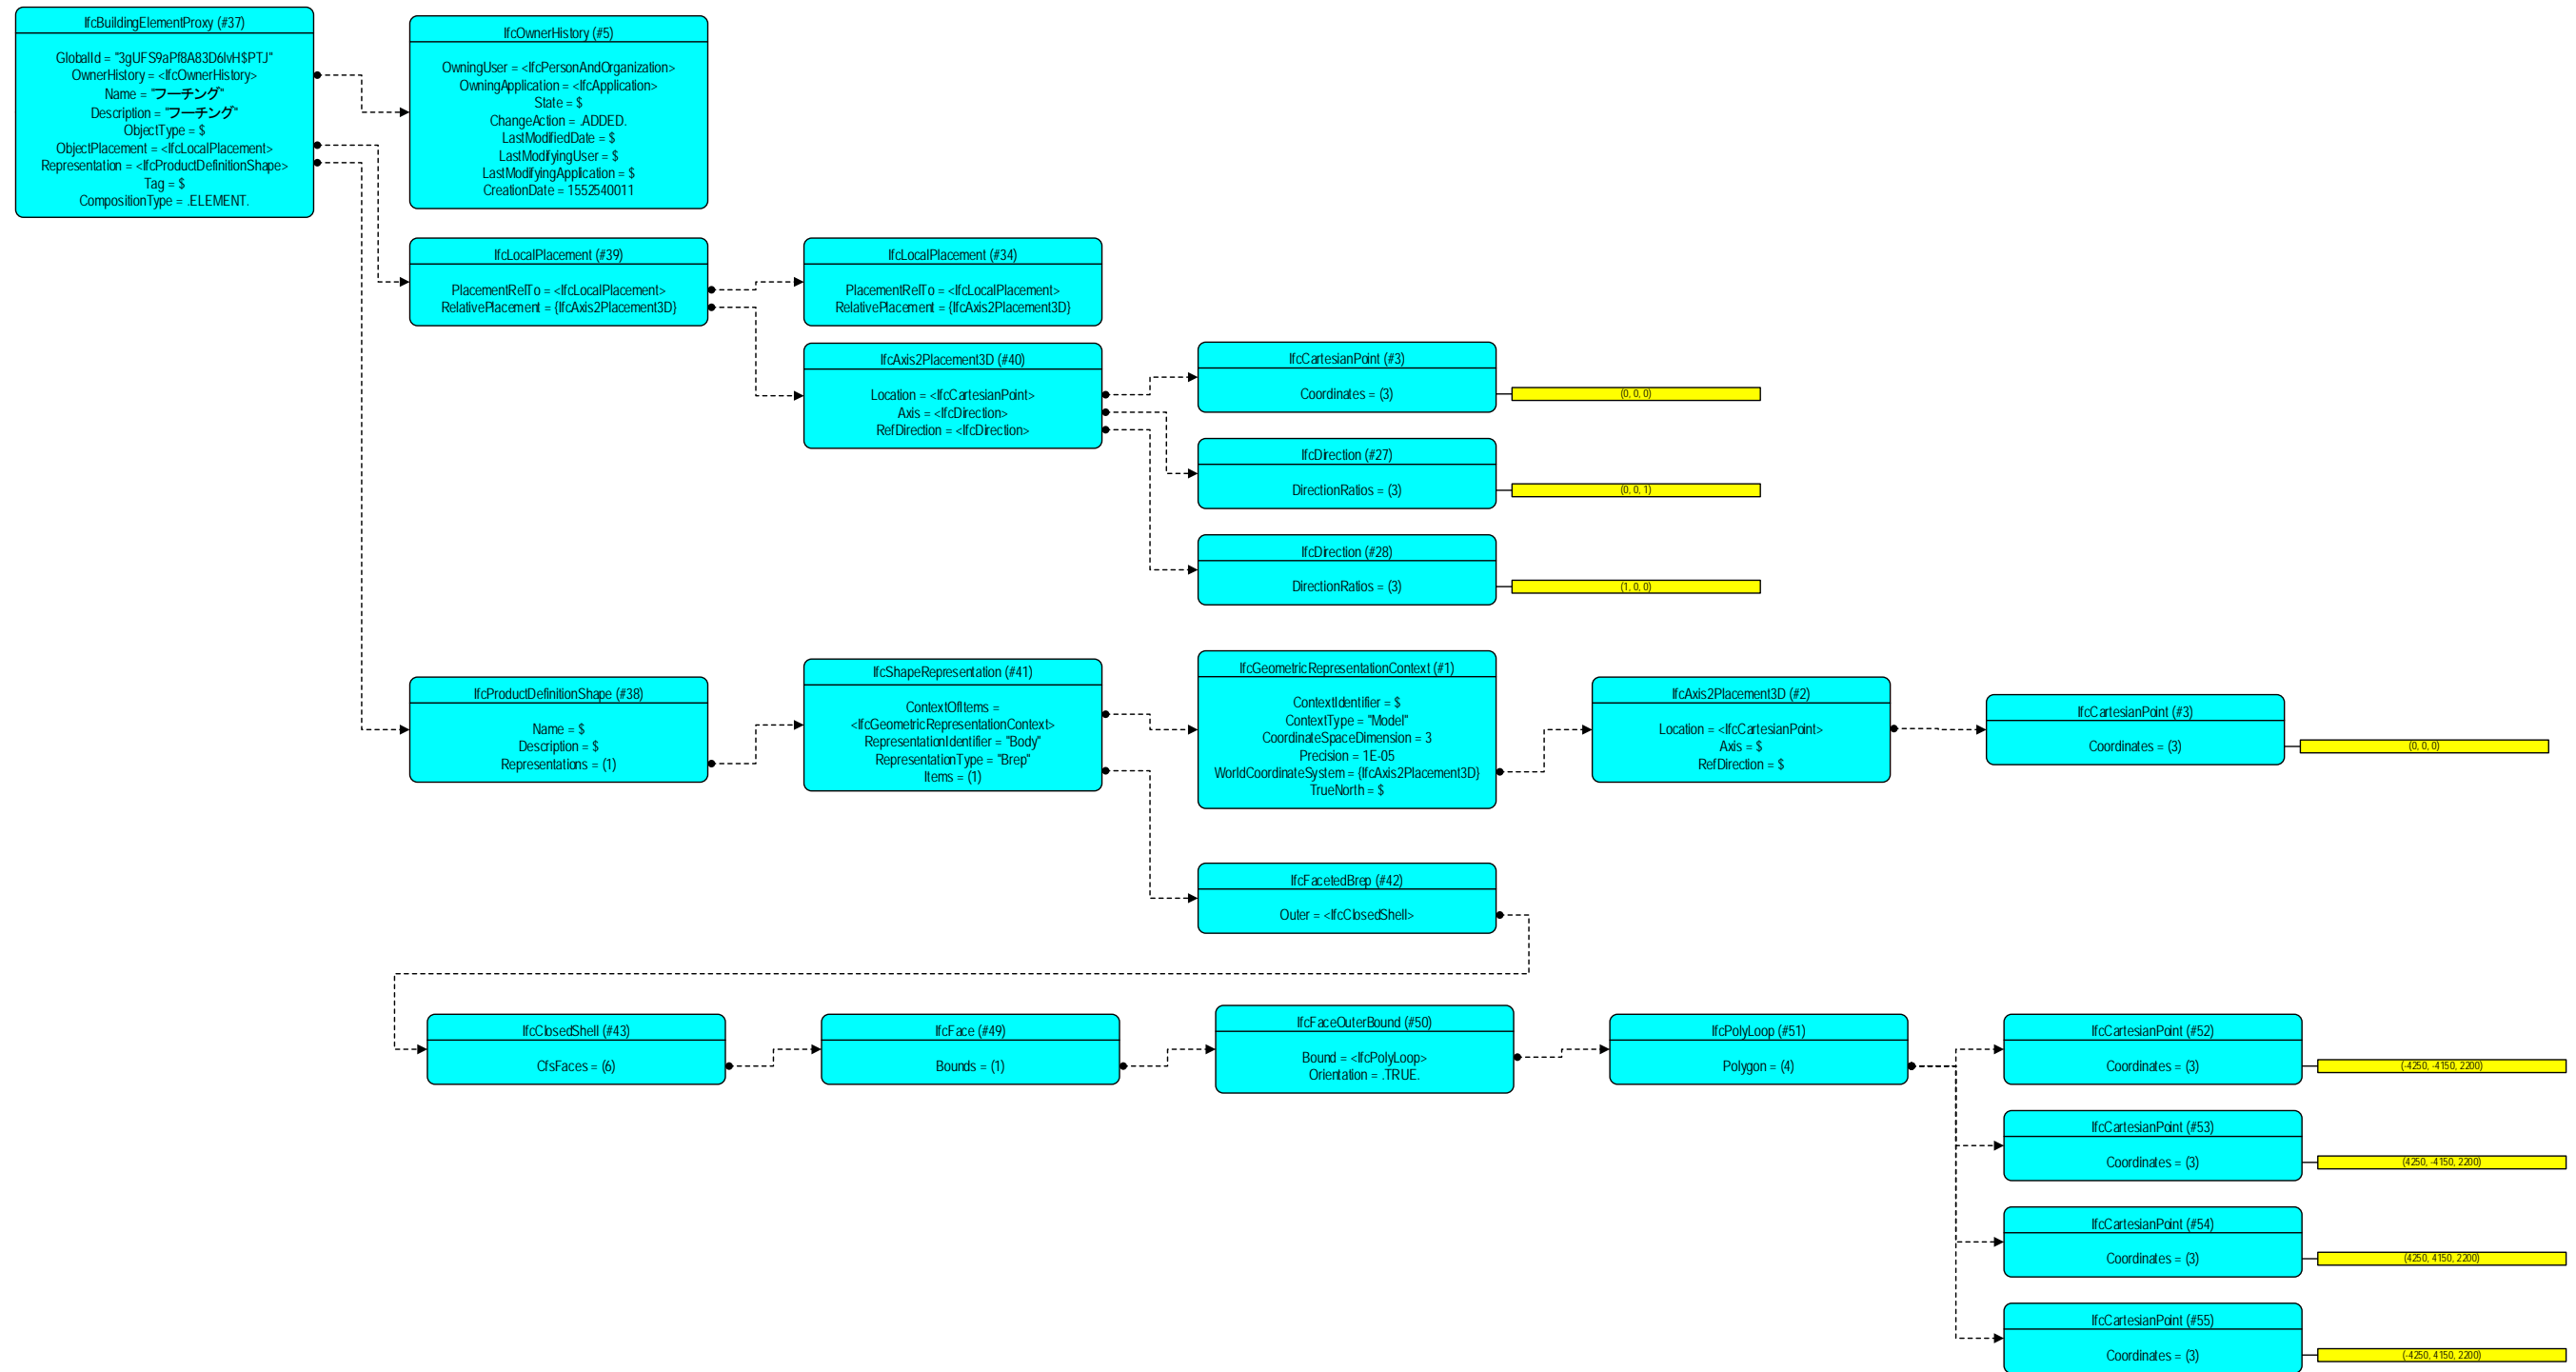 IfcBuildingElementProxy (#37)
GlobalId = "3gUFS9aPf8A83D6IvH$PTJ"
OwnerHistory = <IfcOwnerHistory>
Name = "フーチング"
Description = "フーチング"
ObjectType = $
ObjectPlacement = <IfcLocalPlacement>
Representation = <IfcProductDefinitionShape>
Tag = $
CompositionType = .ELEMENT.
IfcOwnerHistory (#5)
OwningUser = <IfcPersonAndOrganization>
OwningApplication = <IfcApplication>
State = $
ChangeAction = .ADDED.
LastModifiedDate = $
LastModifyingUser = $
LastModifyingApplication = $
CreationDate = 1552540011
IfcLocalPlacement (#39)
PlacementRelTo = <IfcLocalPlacement>
RelativePlacement = {IfcAxis2Placement3D}
IfcLocalPlacement (#34)
PlacementRelTo = <IfcLocalPlacement>
RelativePlacement = {IfcAxis2Placement3D}
IfcAxis2Placement3D (#40)
Location = <IfcCartesianPoint>
Axis = <IfcDirection>
RefDirection = <IfcDirection>
IfcCartesianPoint (#3)
Coordinates = (3)
(0, 0, 0)
IfcDirection (#27)
DirectionRatios = (3)
(0, 0, 1)
IfcDirection (#28)
DirectionRatios = (3)
(1, 0, 0)
IfcProductDefinitionShape (#38)
Name = $
Description = $
Representations = (1)
IfcShapeRepresentation (#41)
ContextOfItems =
<IfcGeometricRepresentationContext>
RepresentationIdentifier = "Body"
RepresentationType = "Brep"
Items = (1)
IfcGeometricRepresentationContext (#1)
ContextIdentifier = $
ContextType = "Model"
CoordinateSpaceDimension = 3
Precision = 1E-05
WorldCoordinateSystem = {IfcAxis2Placement3D}
TrueNorth = $
IfcAxis2Placement3D (#2)
Location = <IfcCartesianPoint>
Axis = $
RefDirection = $
IfcCartesianPoint (#3)
Coordinates = (3)
(0, 0, 0)
IfcFacetedBrep (#42)
Outer = <IfcClosedShell>
IfcClosedShell (#43)
CfsFaces = (6)
IfcFace (#49)
Bounds = (1)
IfcFaceOuterBound (#50)
Bound = <IfcPolyLoop>
Orientation = .TRUE.
IfcPolyLoop (#51)
Polygon = (4)
IfcCartesianPoint (#52)
Coordinates = (3)
(-4250, -4150, 2200)
IfcCartesianPoint (#53)
Coordinates = (3)
(4250, -4150, 2200)
IfcCartesianPoint (#54)
Coordinates = (3)
(4250, 4150, 2200)
IfcCartesianPoint (#55)
Coordinates = (3)
(-4250, 4150, 2200)